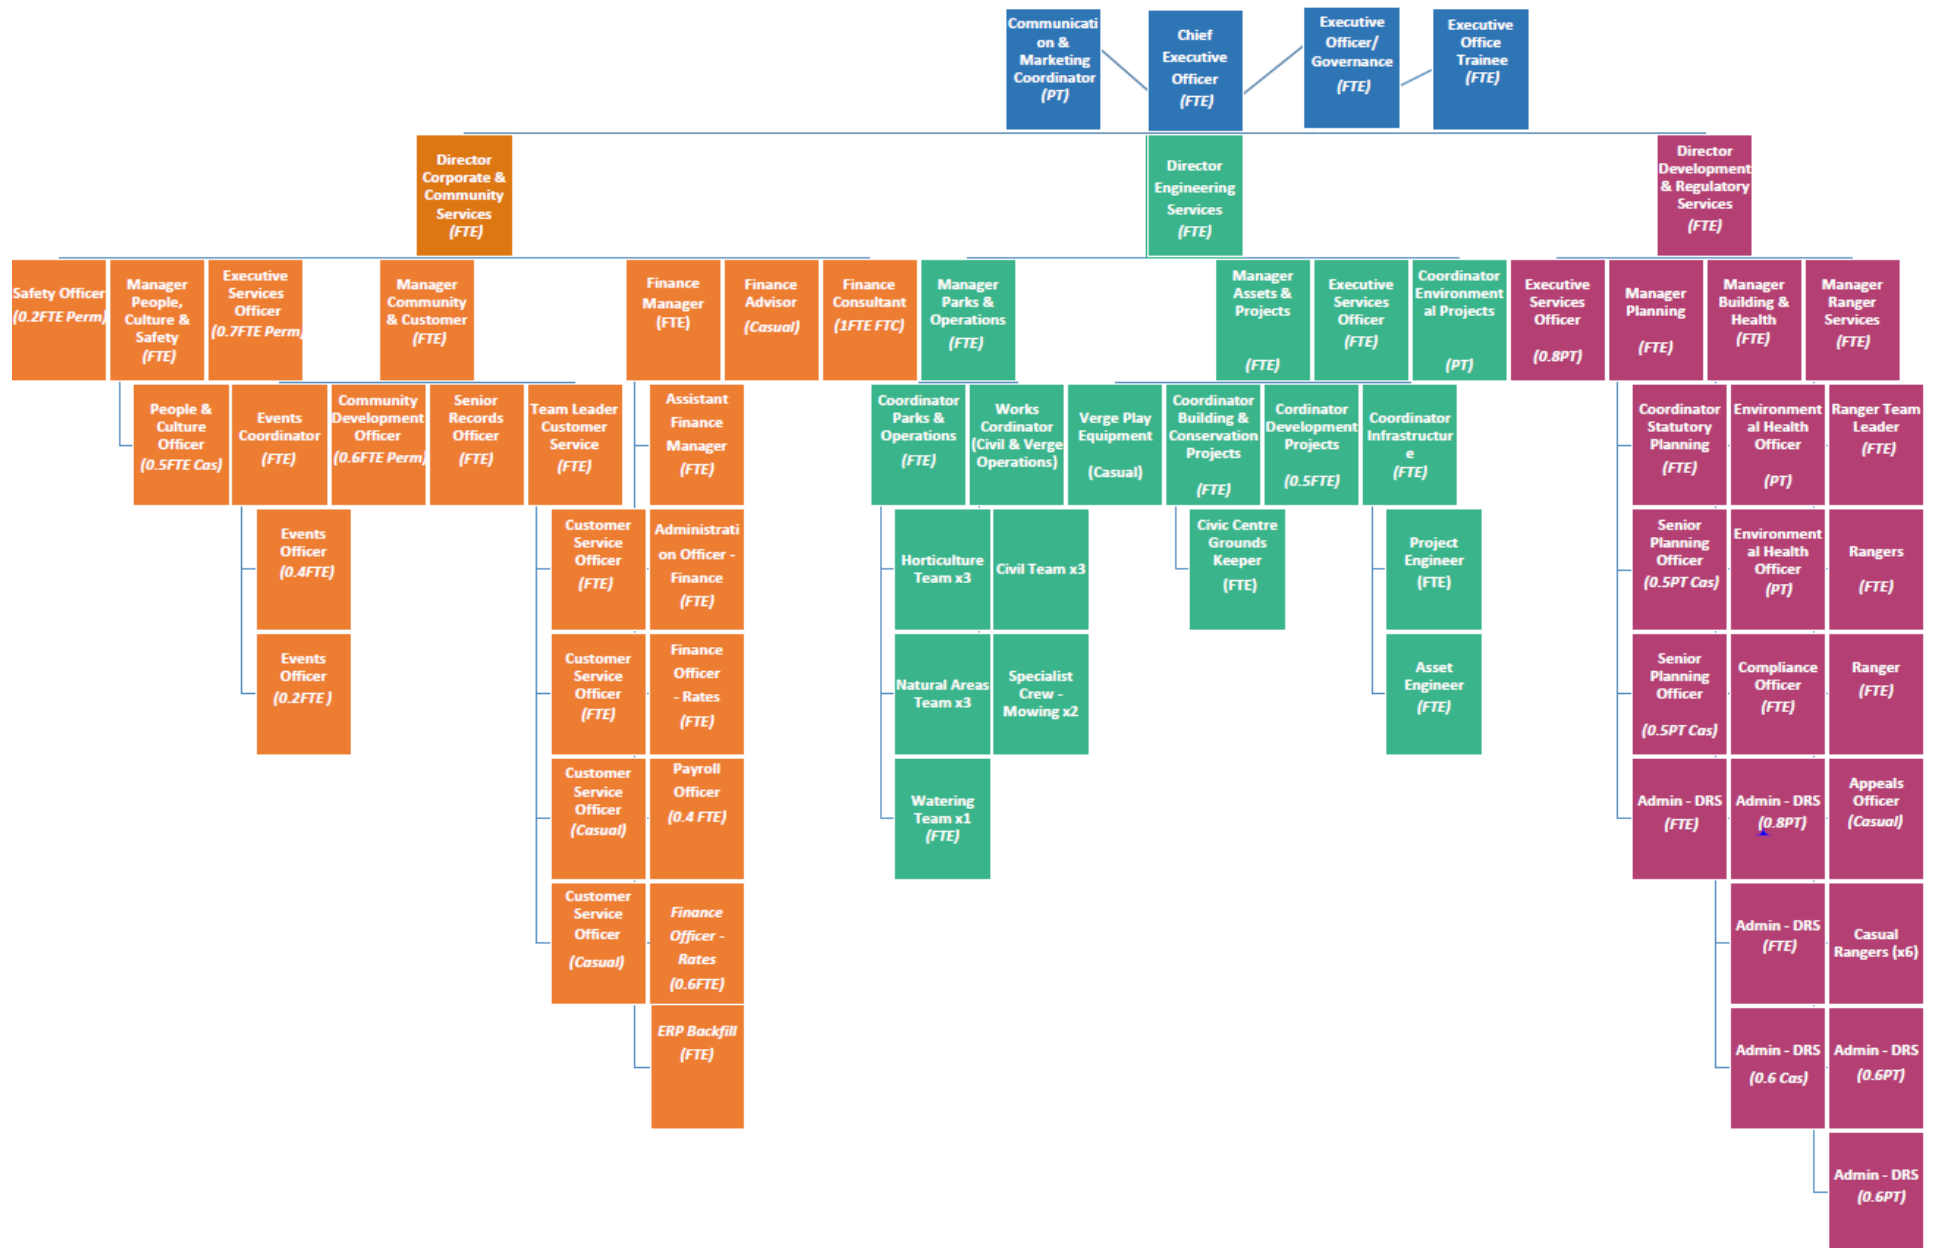 Communicati
on &
Marketing
Coordinator
(PT)
Chief
Executive
Officer
(FTE)
Executive
Officer/
Governance
(FTE)
Executive
Office
Trainee
(FTE)
Director
Corporate &
Community
Services
(FTE)
Director
Engineering
Services
(FTE)
Director
Development
& Regulatory
Services
(FTE)
Safety Officer
(0.2FTE Perm)
Manager
People,
Culture &
Safety
(FTE)
Executive
Services
Officer
(0.7FTE Perm)
Manager
Community
& Customer
(FTE)
Finance
Manager
(FTE)
Finance
Advisor
(Casual)
Finance
Consultant
(1FTE FTC)
Manager
Parks &
Operations
(FTE)
Manager
Assets &
Projects
(FTE)
Executive
Services
Officer
(FTE)
Coordinator
Environment
al Projects
(PT)
Executive
Services
Officer
(0.8PT)
Manager
Planning
(FTE)
Manager
Building &
Health
(FTE)
Manager
Ranger
Services
(FTE)
People &
Culture
Officer
(0.5FTE Cas)
Events
Coordinator
(FTE)
Community
Development
Officer
(0.6FTE Perm)
Senior
Records
Officer
(FTE)
Team Leader
Customer
Service
(FTE)
Assistant
Finance
Manager
(FTE)
Coordinator
Parks &
Operations
(FTE)
Works
Cordinator
(Civil & Verge
Operations)
Verge Play
Equipment
(Casual)
Coordinator
Building &
Conservation
Projects
(FTE)
Cordinator
Development
Projects
(0.5FTE)
Coordinator
Infrastructur
e
(FTE)
Coordinator
Statutory
Planning
(FTE)
Environment
al Health
Officer
(PT)
Ranger Team
Leader
(FTE)
Events
Officer
(0.4FTE)
Customer
Service
Officer
(FTE)
Administrati
on Officer -
Finance
(FTE)
Horticulture
Team x3
Civil Team x3
Civic Centre
Grounds
Keeper
(FTE)
Project
Engineer
(FTE)
Senior
Planning
Officer
(0.5PT Cas)
Environment
al Health
Officer
(PT)
Rangers
(FTE)
Events
Officer
(0.2FTE )
Customer
Service
Officer
(FTE)
Finance
Officer
- Rates
(FTE)
Natural Areas
Team x3
Specialist
Crew -
Mowing x2
Asset
Engineer
(FTE)
Senior
Planning
Officer
(0.5PT Cas)
Compliance
Officer
(FTE)
Ranger
(FTE)
Customer
Service
Officer
(Casual)
Payroll
Officer
(0.4 FTE)
Watering
Team x1
(FTE)
Admin - DRS
(FTE)
Admin - DRS
(0.8PT)
Appeals
Officer
(Casual)
Customer
Service
Officer
(Casual)
Finance
Officer -
Rates
(0.6FTE)
Admin - DRS
(FTE)
Casual
Rangers (x6)
ERP Backfill
(FTE)
Admin - DRS
(0.6 Cas)
Admin - DRS
(0.6PT)
Admin - DRS
(0.6PT)